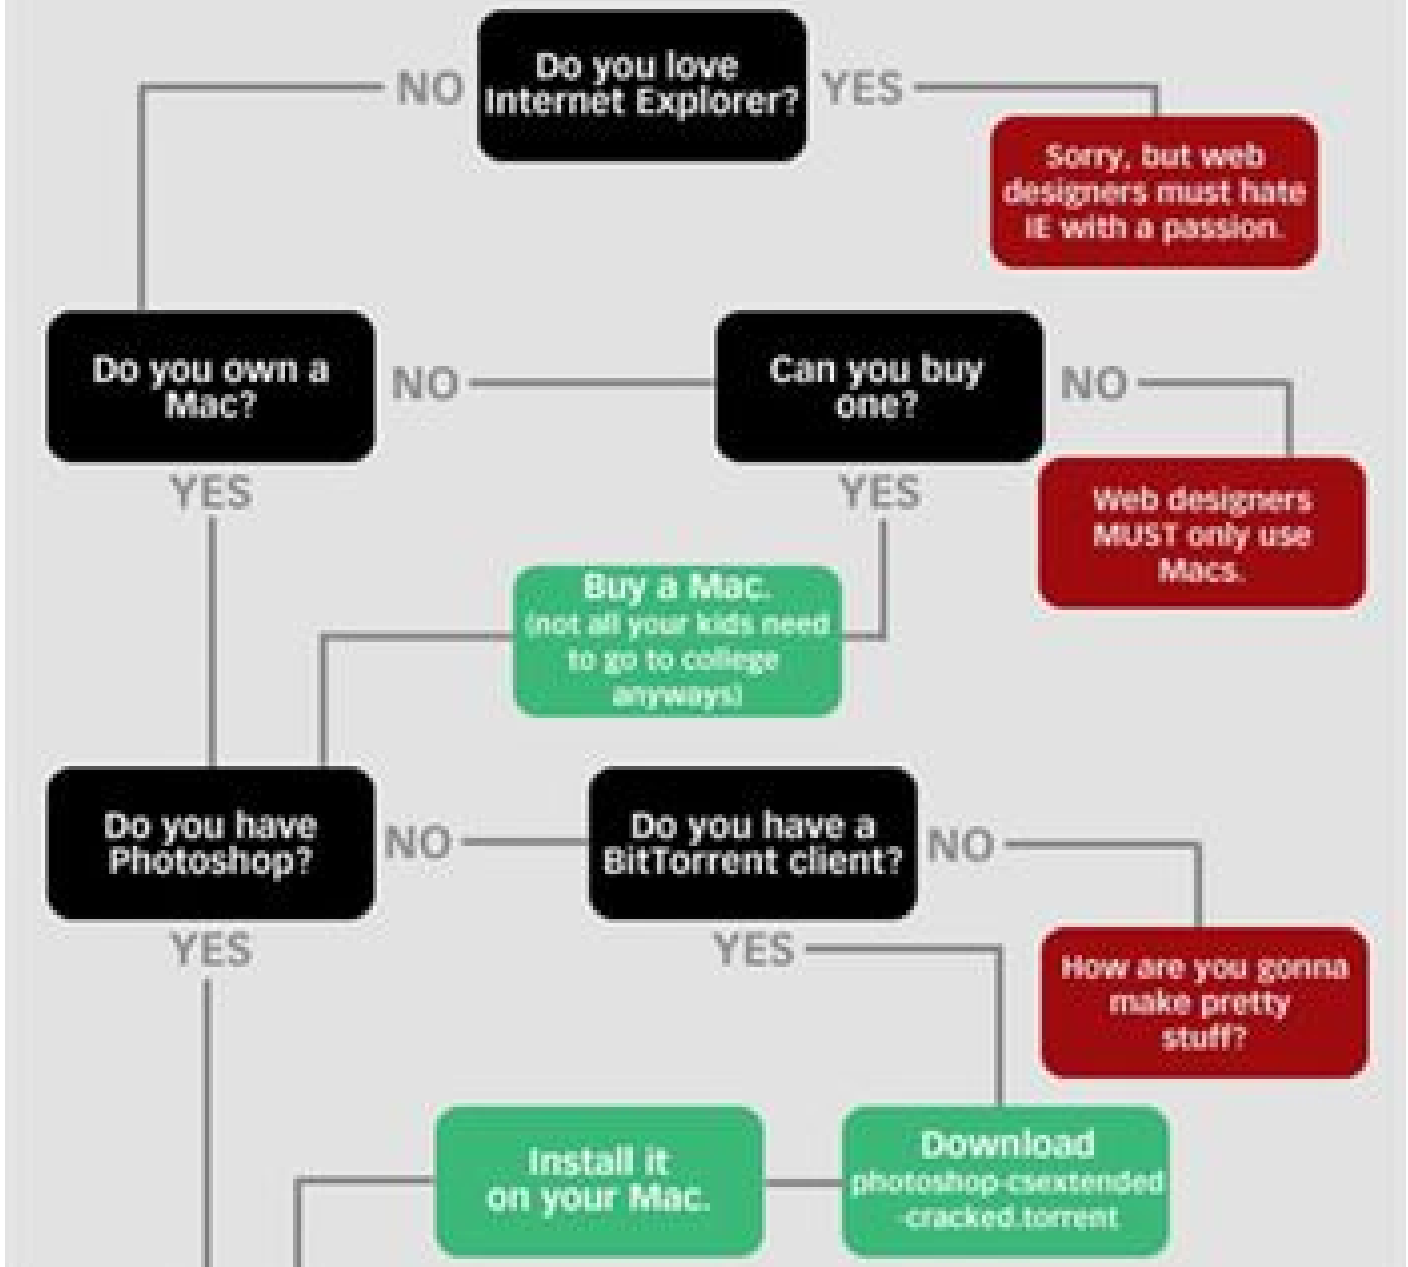 Do you love
Internet Explorer?
NO
YES
Sorry, but web
designers must hate
IE with a passion.
Do you own a
Mac?
NO
Can you buy
one?
NO
YES
YES
Web designers
MUST only use
Macs.
Buy a Mac.
(not all your kids need
to go to college
anyways)
Do you have
Photoshop?
NO
Do you have a
BitTorrent client?
NO
YES
YES
How are you gonna
make pretty
stuff?
Install it
on your Mac.
Download
photoshop-csextended
-cracked.torrent